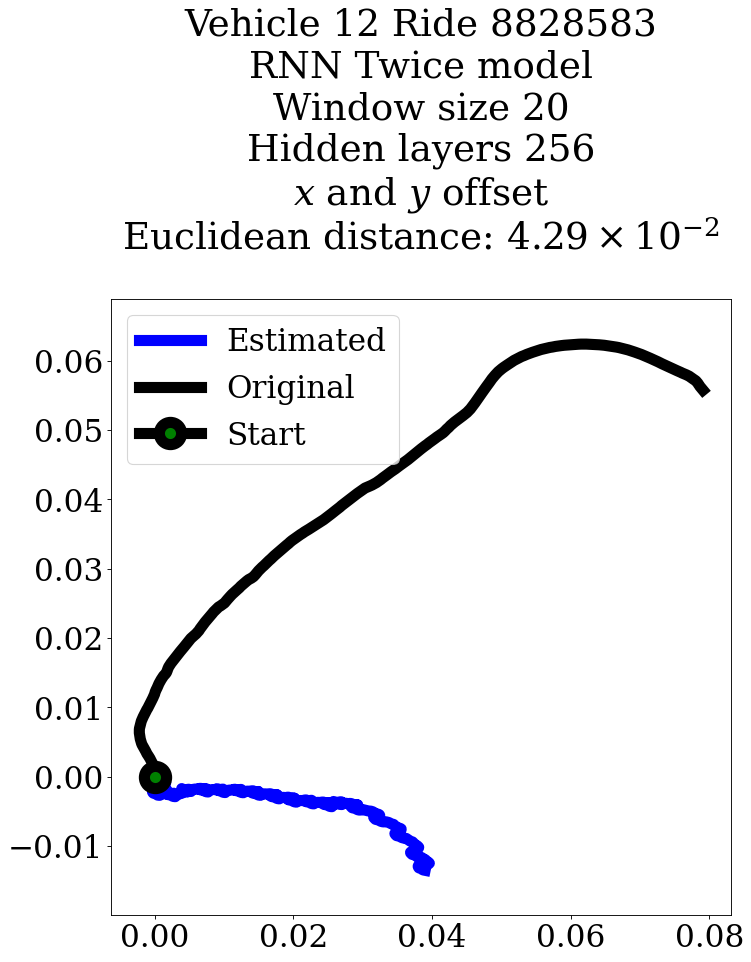 Vehicle 12 Ride 8828583
RNN Twice model
Window size 20
Hidden layers 256
x and y offset
Euclidean distance: 4.29 × 10⁻²
Estimated
Original
Start
0.06
0.05
0.04
0.03
0.02
0.01
0.00
−0.01
0.00 0.02 0.04 0.06 0.08